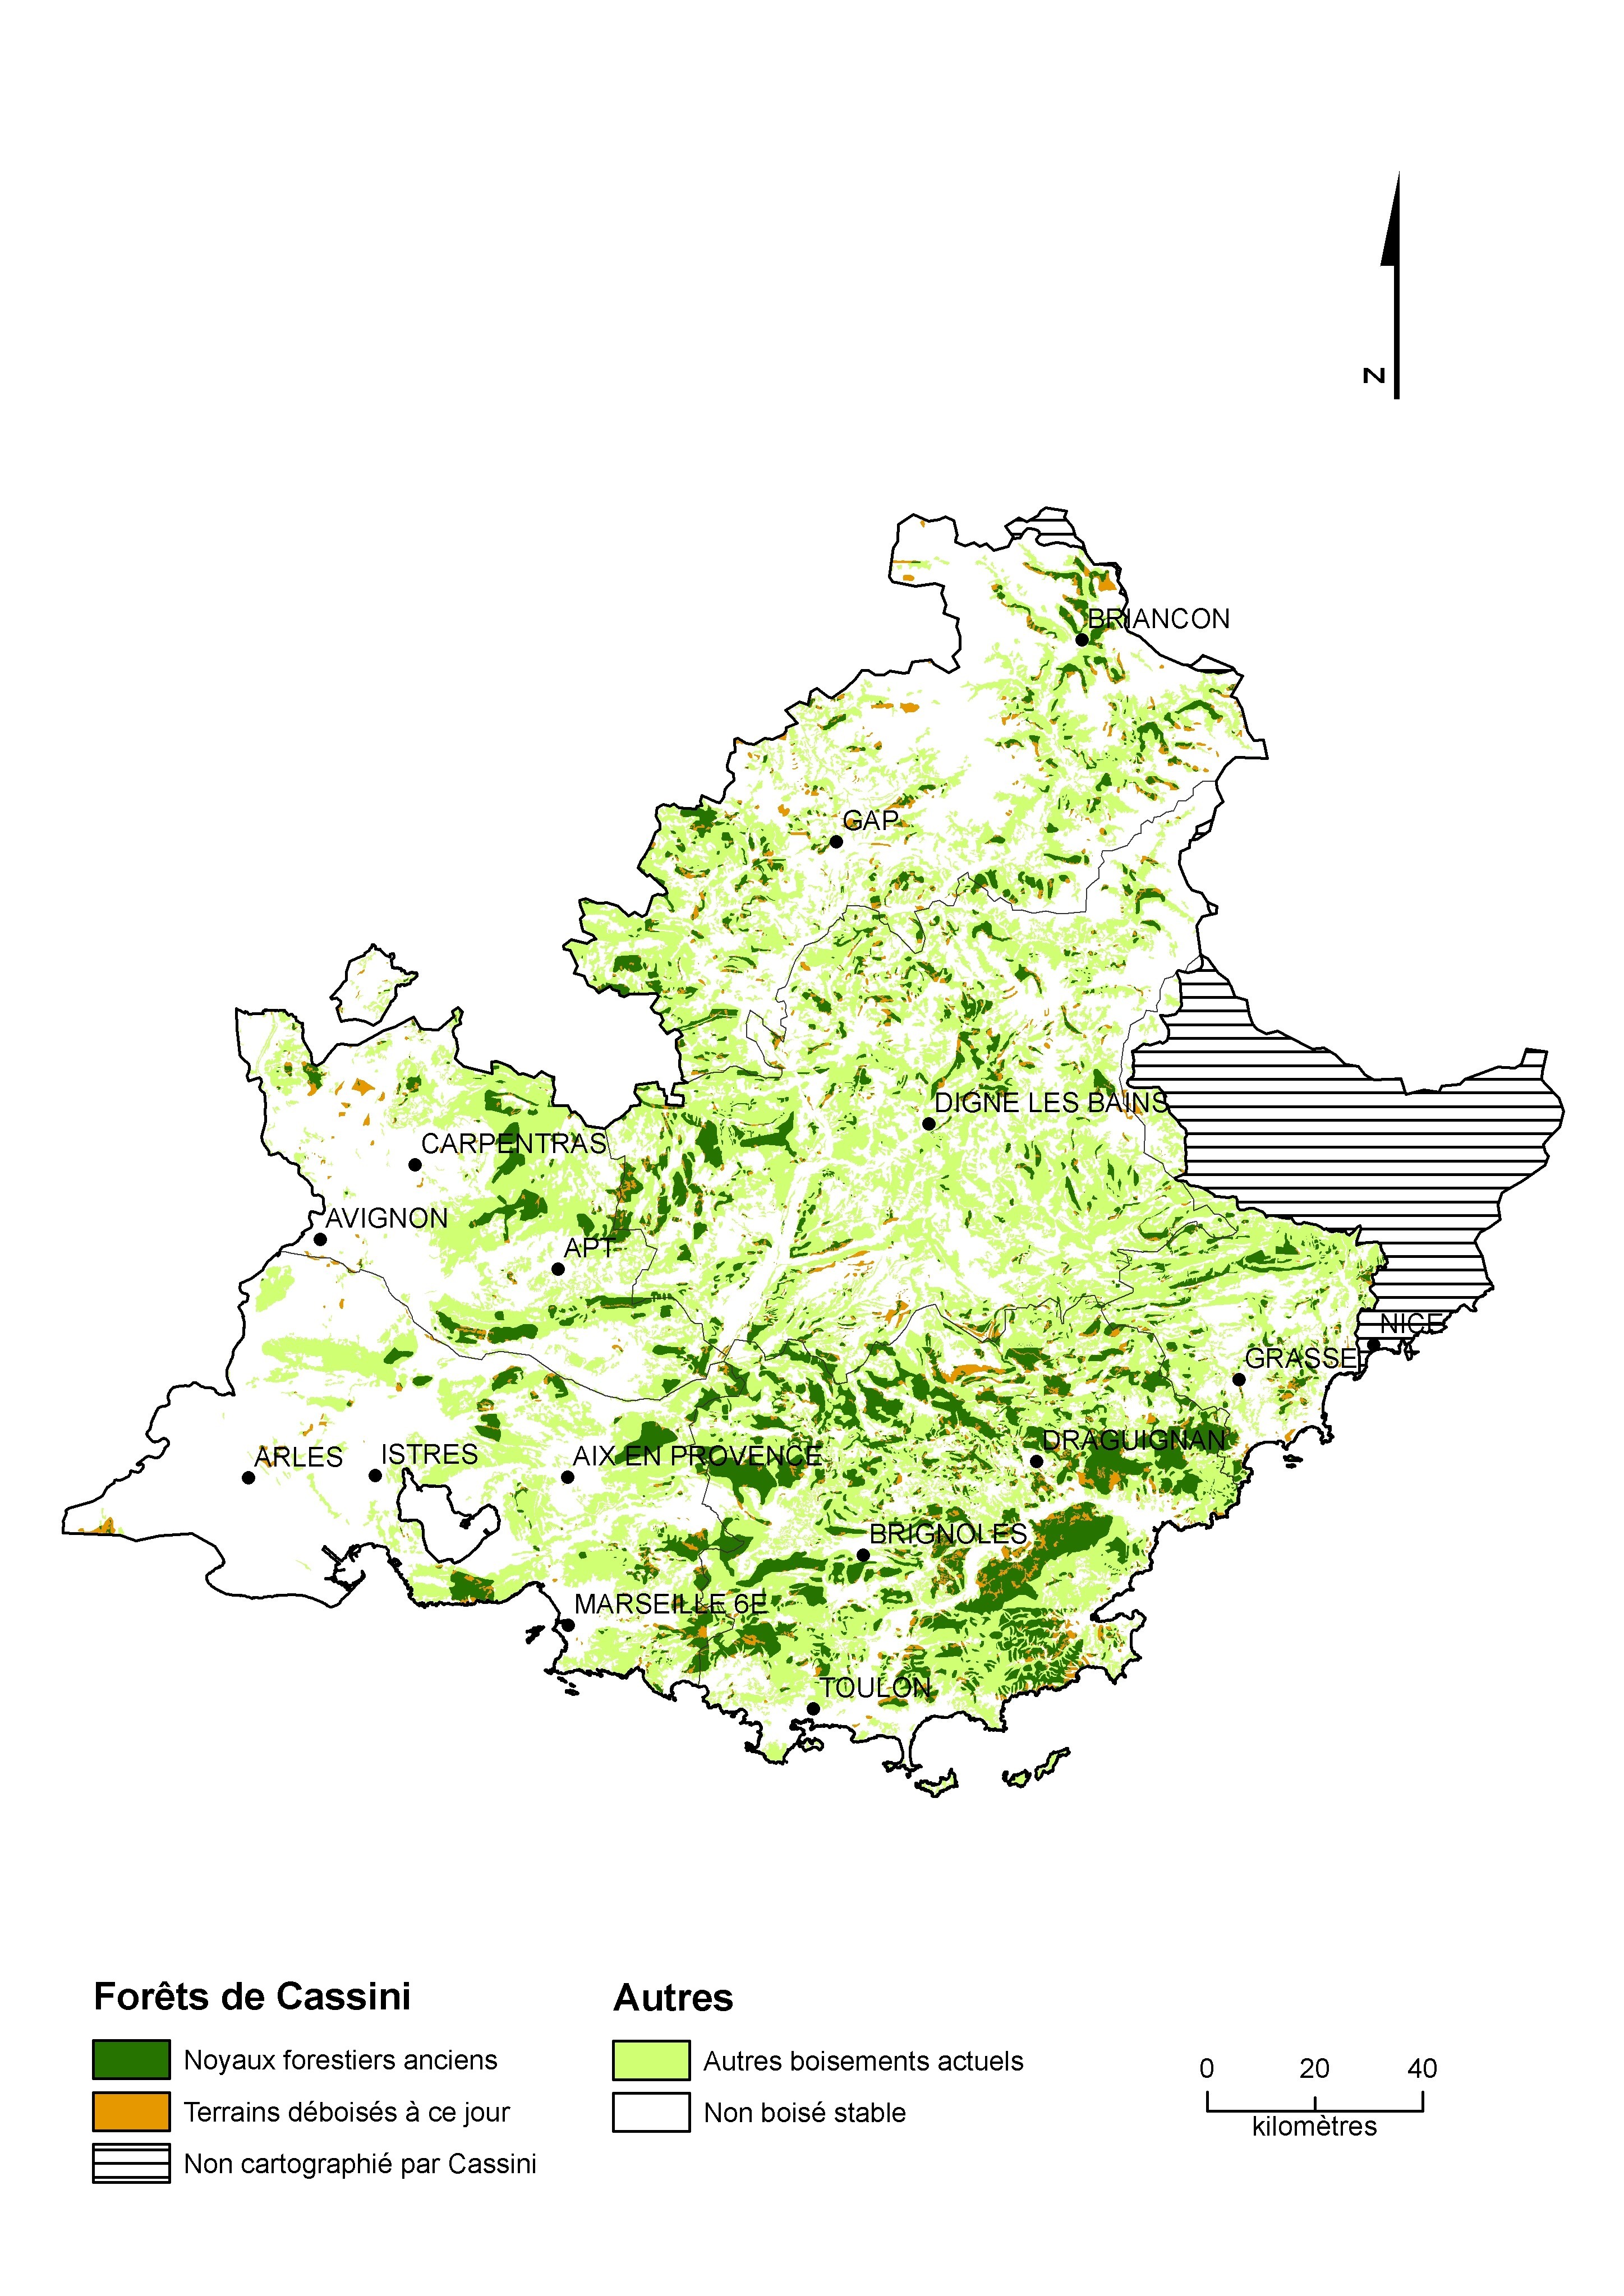 N
BRIANCON
GAP
DIGNE LES BAINS
CARPENTRAS
AVIGNON
APT
NICE
GRASSE
DRAGUIGNAN
ARLES
ISTRES
AIX EN PROVENCE
BRIGNOLES
MARSEILLE 6E
TOULON
Forêts de Cassini
Noyaux forestiers anciens
Terrains déboisés à ce jour
Non cartographié par Cassini
Autres
Autres boisements actuels
Non boisé stable
0 20 40
kilomètres